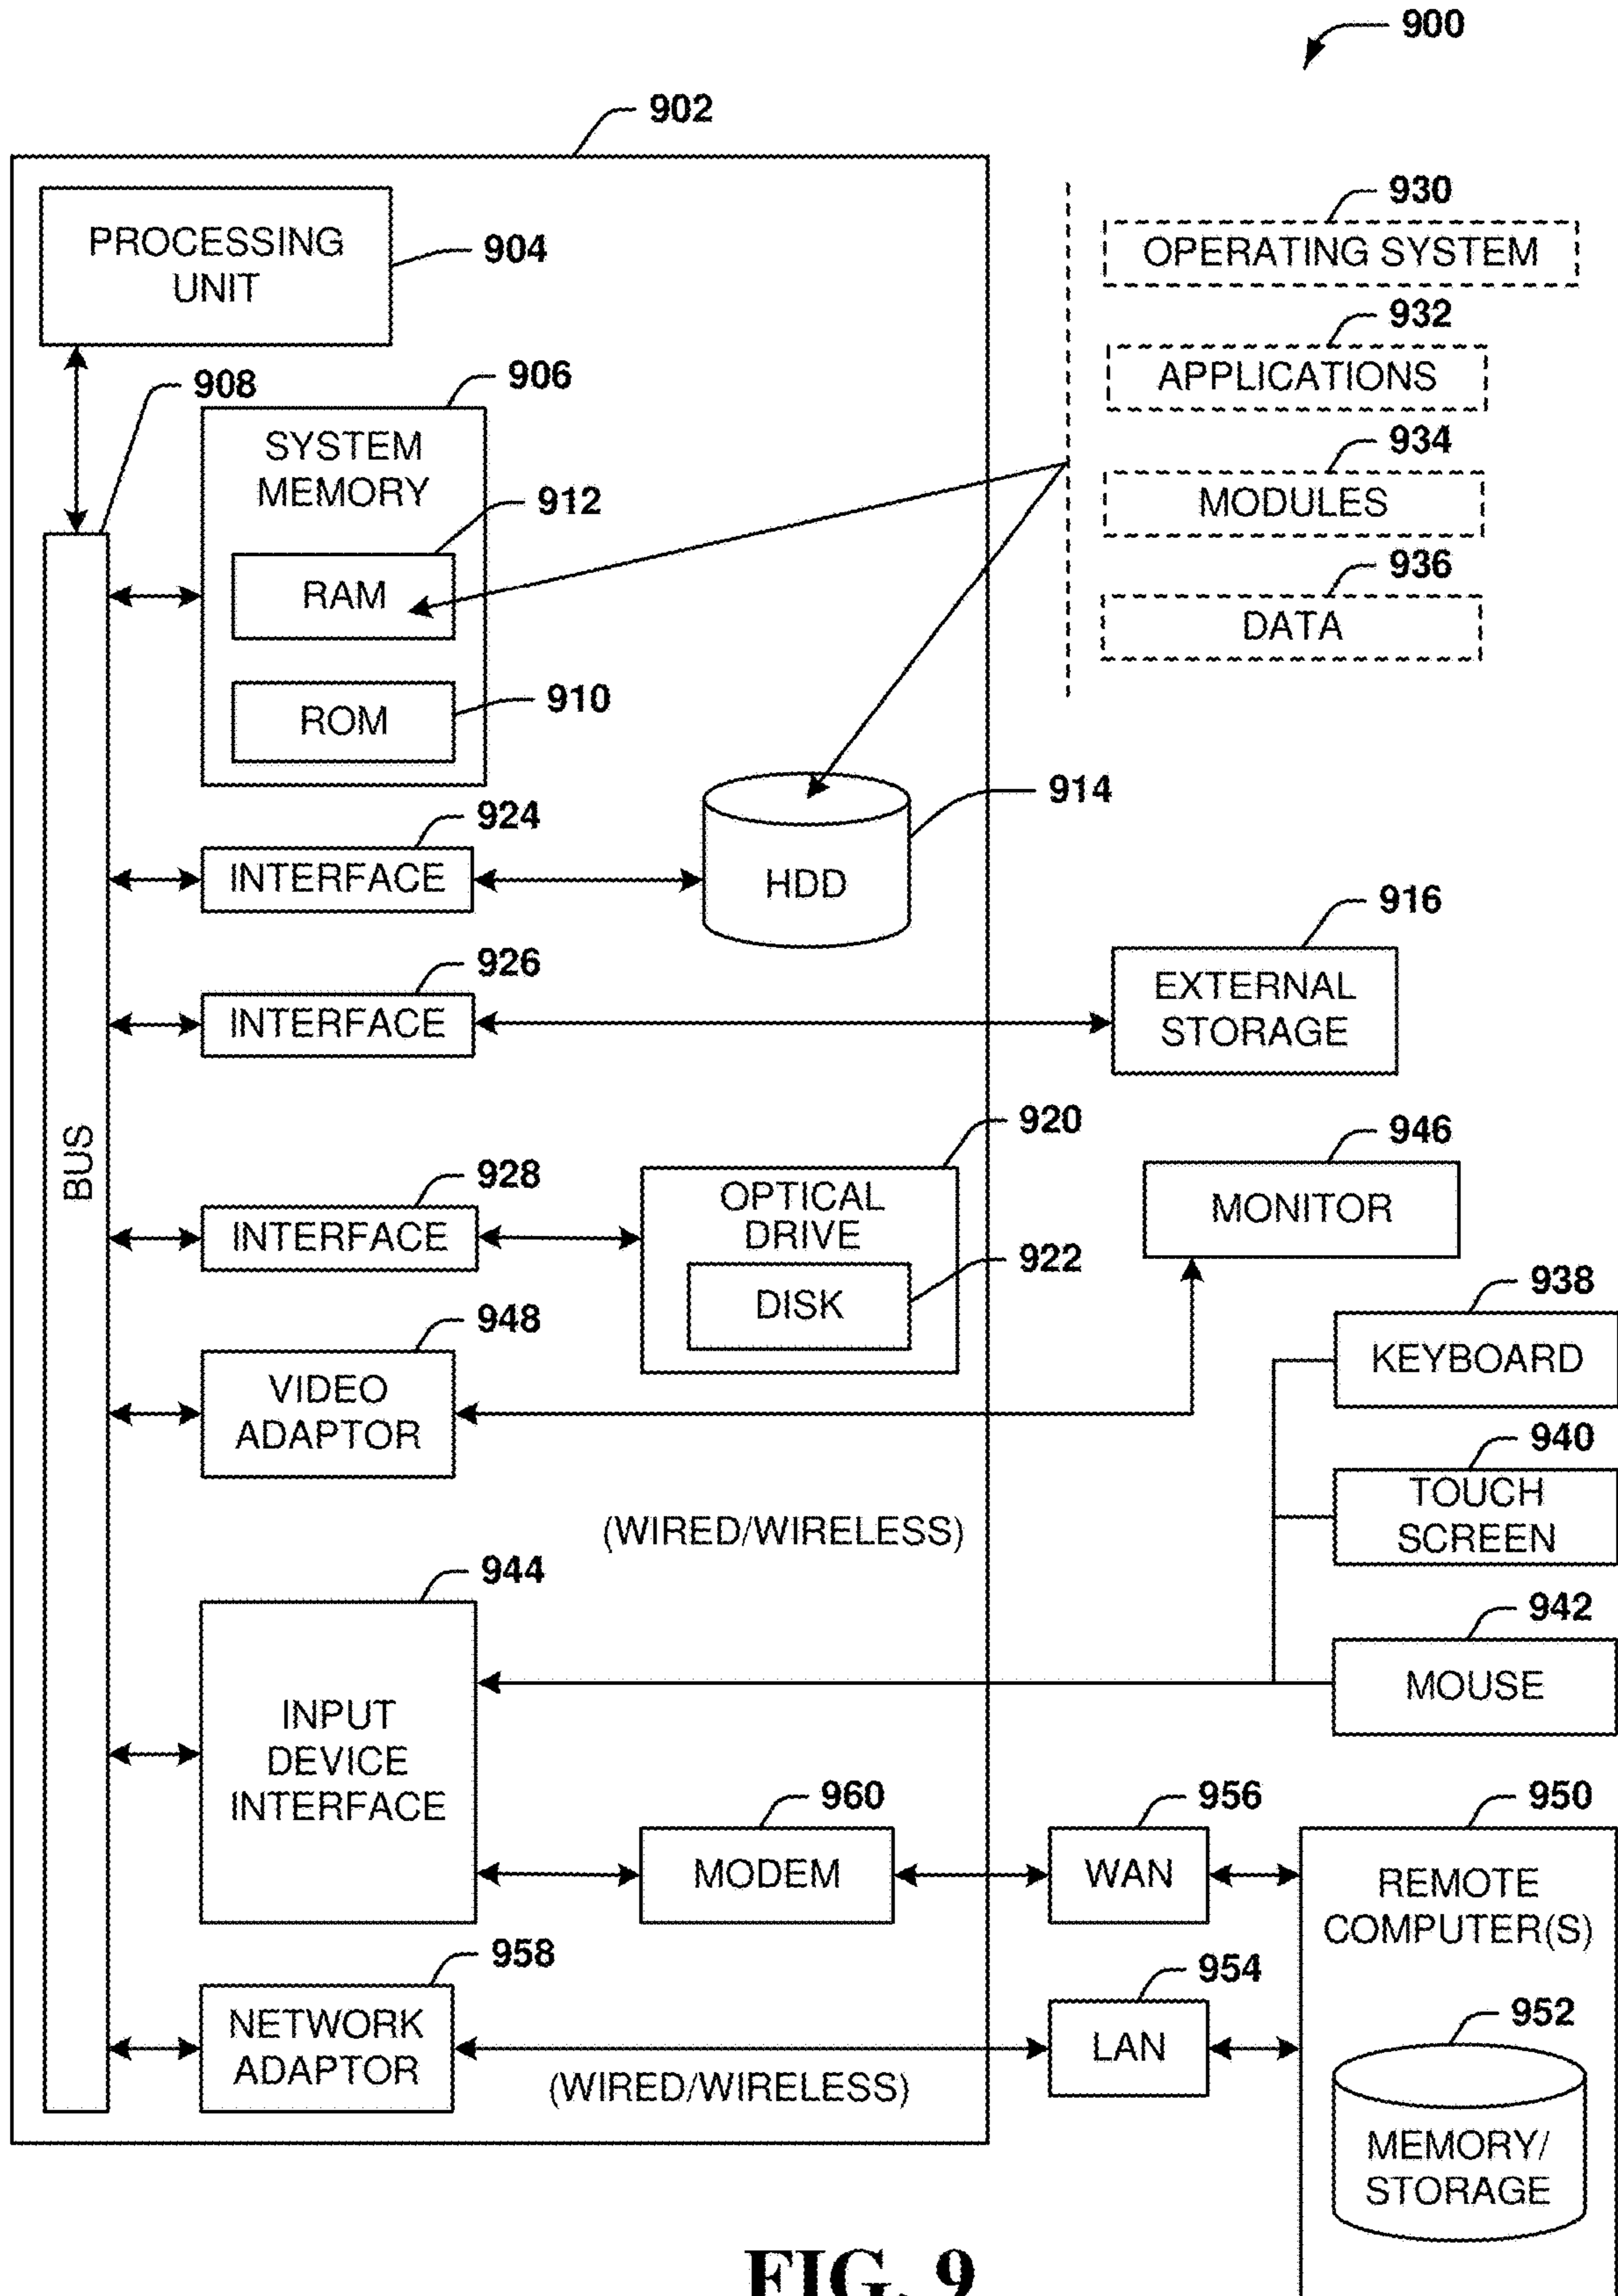 900
902
PROCESSING
UNIT
904
930
OPERATING SYSTEM
932
APPLICATIONS
934
MODULES
936
DATA
908
906
SYSTEM
MEMORY
912
RAM
910
ROM
914
HDD
924
INTERFACE
916
EXTERNAL
STORAGE
926
INTERFACE
BUS
920
OPTICAL
DRIVE
922
DISK
928
INTERFACE
946
MONITOR
948
VIDEO
ADAPTOR
938
KEYBOARD
940
TOUCH
SCREEN
(WIRED/WIRELESS)
942
MOUSE
944
INPUT
DEVICE
INTERFACE
960
MODEM
956
WAN
950
REMOTE
COMPUTER(S)
958
NETWORK
ADAPTOR
(WIRED/WIRELESS)
954
LAN
952
MEMORY/
STORAGE
FIG. 9